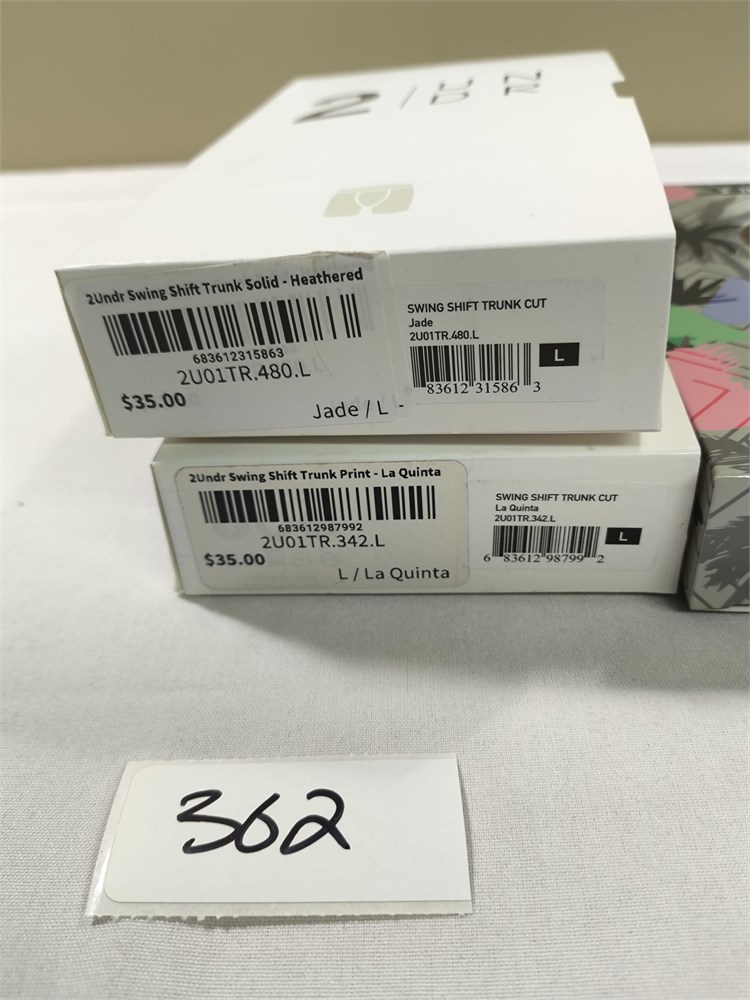 2/UNDR
2Undr Swing Shift Trunk Solid - Heathered
683612315863
2U01TR.480.L
$35.00
Jade / L -
SWING SHIFT TRUNK CUT
Jade
2U01TR.480.L
L
83612 31586 3
2Undr Swing Shift Trunk Print - La Quinta
683612987992
2U01TR.342.L
$35.00
L / La Quinta
SWING SHIFT TRUNK CUT
La Quinta
2U01TR.342.L
L
6 83612 98799 2
362